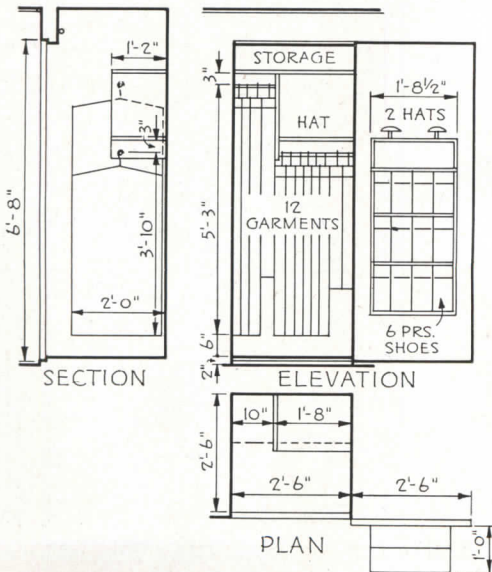 1'-2"
3"
6'-8"
3'-10"
2'-0"
SECTION
STORAGE
3"
HAT
5'-3"
12
GARMENTS
6"
2"
1'-8½"
2 HATS
6 PRS.
SHOES
ELEVATION
10" 1'-8"
2'-6"
2'-6" 2'-6"
PLAN
1'-0"